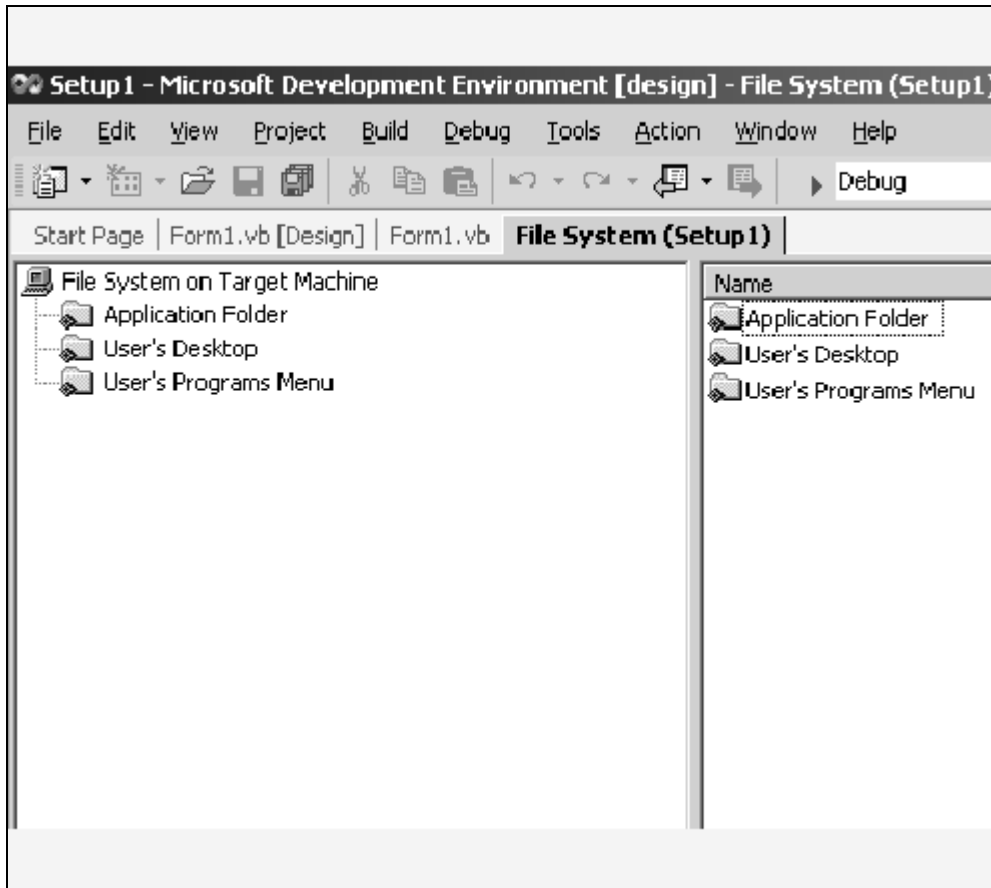 Setup1 - Microsoft Development Environment [design] - File System (Setup1)
File Edit View Project Build Debug Tools Action Window Help
Debug
Start Page Form1.vb [Design] Form1.vb File System (Setup1)
File System on Target Machine
Application Folder
User's Desktop
User's Programs Menu
Name
Application Folder
User's Desktop
User's Programs Menu